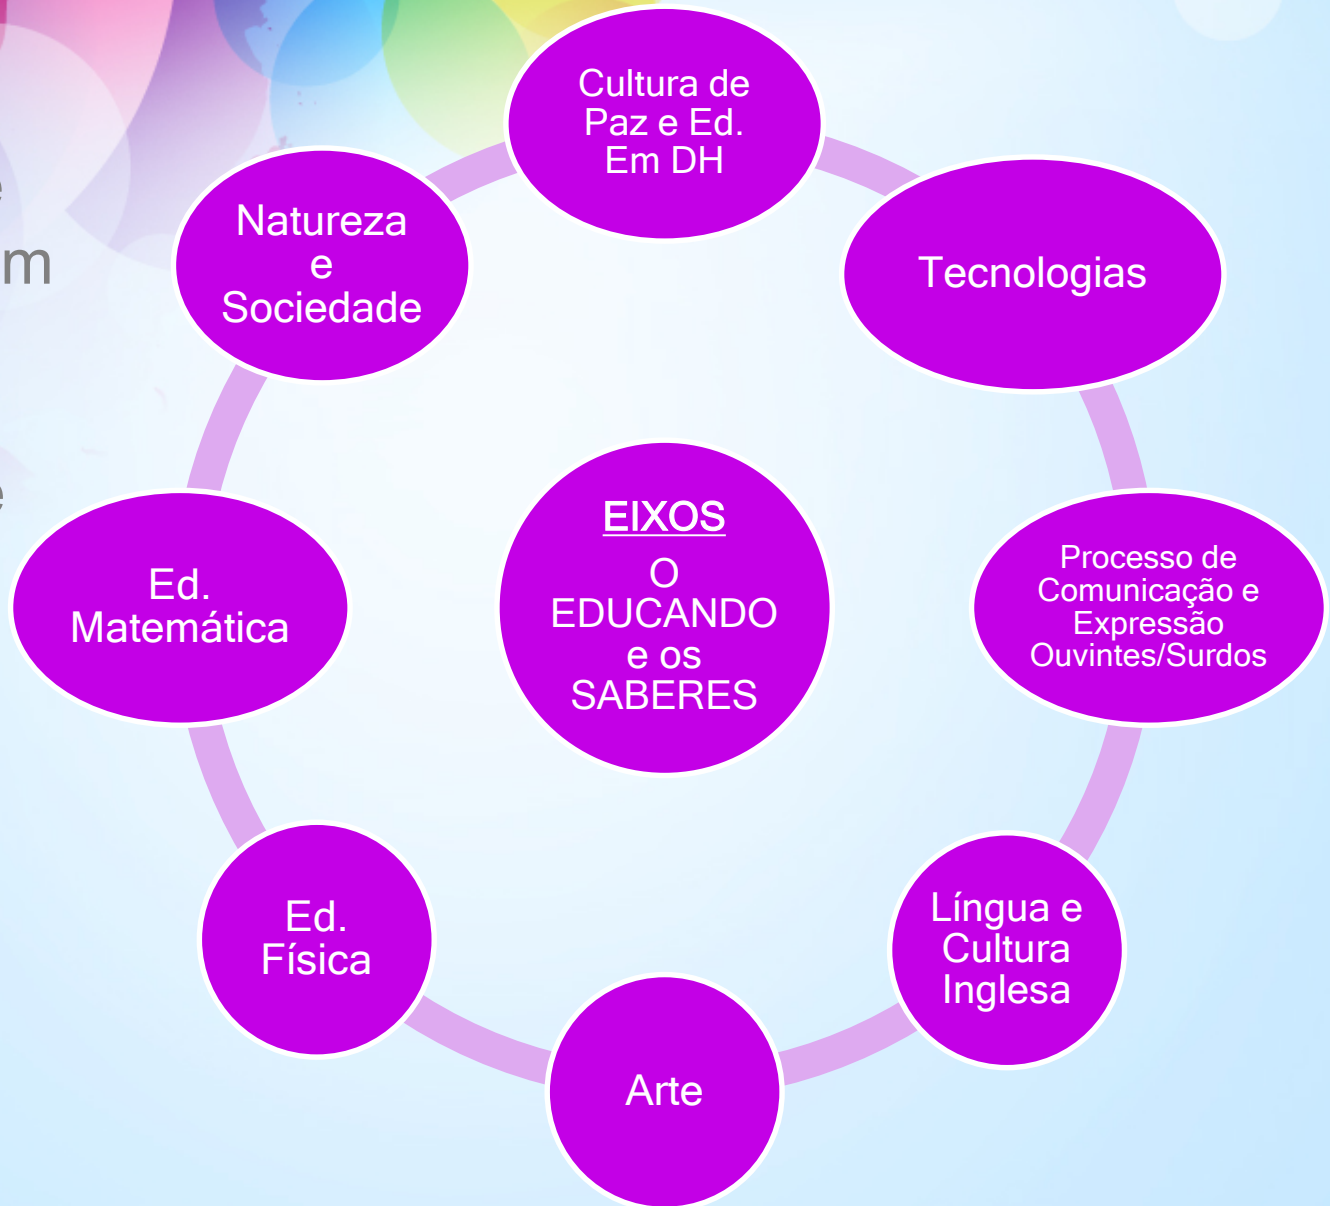 Cultura de
Paz e Ed.
Em DH
Tecnologias
Processo de
Comunicação e
Expressão
Ouvintes/Surdos
Língua e
Cultura
Inglesa
Arte
Ed.
Física
Ed.
Matemática
Natureza
e
Sociedade
EIXOS
O
EDUCANDO
e os
SABERES
e
m
e